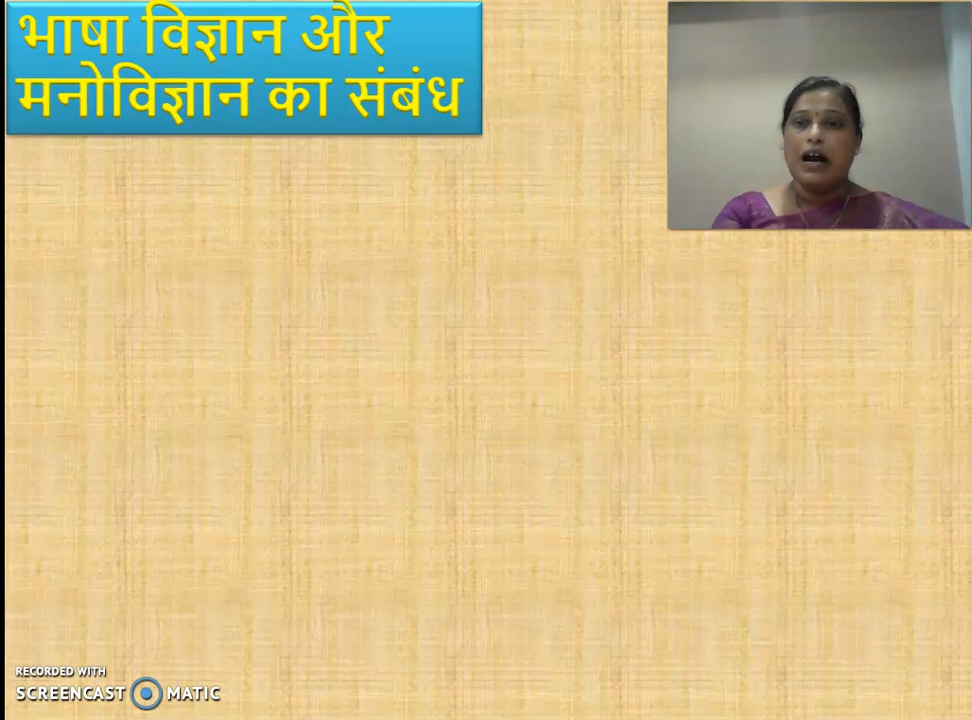 भाषा विज्ञान और
मनोविज्ञान का संबंध
RECORDED WITH
SCREENCAST MATIC